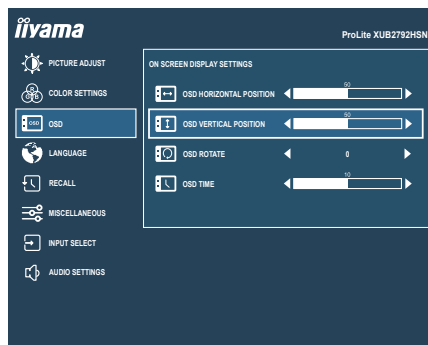 iiyama
ProLite XUB2792HSN
PICTURE ADJUST
COLOR SETTINGS
OSD
LANGUAGE
RECALL
MISCELLANEOUS
INPUT SELECT
AUDIO SETTINGS
ON SCREEN DISPLAY SETTINGS
OSD HORIZONTAL POSITION
50
OSD VERTICAL POSITION
50
OSD ROTATE
0
OSD TIME
10
R
G B
OSD